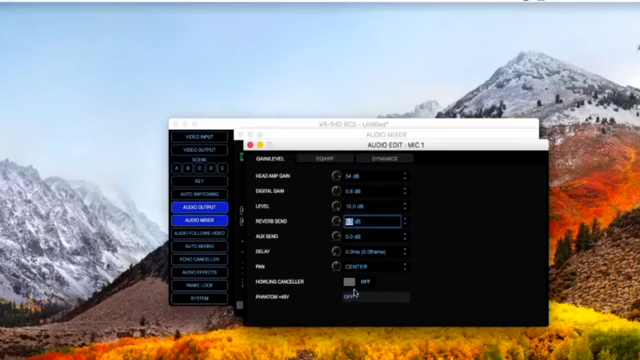 VR-1HD RCS - Untitled*
AUDIO MIXER
AUDIO EDIT : MIC 1
VIDEO INPUT
VIDEO OUTPUT
SCENE
A B C D E
KEY
AUTO SWITCHING
AUDIO OUTPUT
AUDIO MIXER
AUDIO FOLLOWS VIDEO
AUTO MIXING
ECHO CANCELLER
AUDIO EFFECTS
PANEL LOCK
SYSTEM
GAIN/LEVEL EQ/HPF DYNAMICS
HEAD AMP GAIN 54 dB
DIGITAL GAIN 0.8 dB
LEVEL 10.0 dB
REVERB SEND 0.0 dB
AUX SEND 0.0 dB
DELAY 0.0ms (0.0frame)
PAN CENTER
HOWLING CANCELLER OFF
PHANTOM +48V OFF